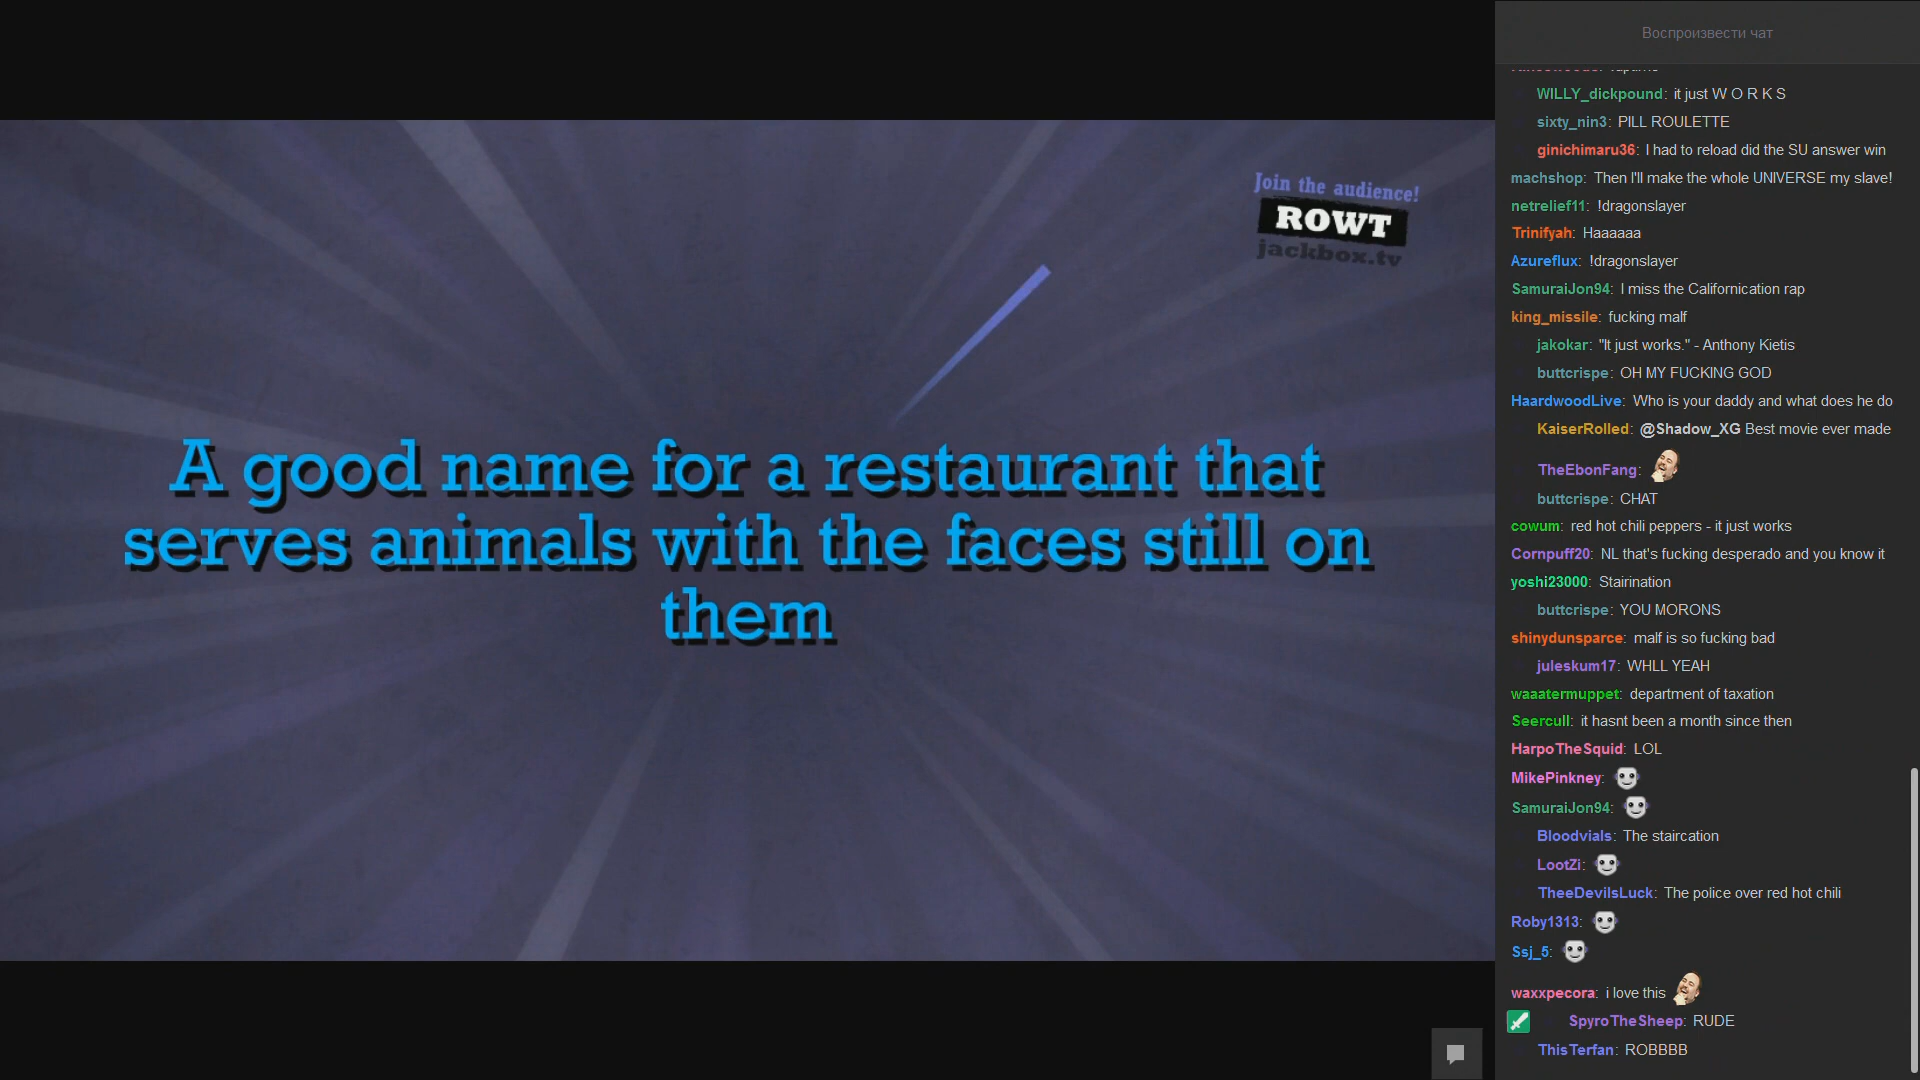 Join the audience!
ROWT
jackbox.tv
A good name for a restaurant that
serves animals with the faces still on
them
Воспроизвести чат
WILLY_dickpound: it just W O R K S
sixty_nin3: PILL ROULETTE
ginichimaru36: I had to reload did the SU answer win
machshop: Then I'll make the whole UNIVERSE my slave!
netrelief11: !dragonslayer
Trinifyah: Haaaaaa
Azureflux: !dragonslayer
SamuraiJon94: I miss the Californication rap
king_missile: fucking malf
jakokar: "It just works." - Anthony Kietis
buttcrispe: OH MY FUCKING GOD
HaardwoodLive: Who is your daddy and what does he do
KaiserRolled: @Shadow_XG Best movie ever made
TheEbonFang:
buttcrispe: CHAT
cowum: red hot chili peppers - it just works
Cornpuff20: NL that's fucking desperado and you know it
yoshi23000: Stairination
buttcrispe: YOU MORONS
shinydunsparce: malf is so fucking bad
juleskum17: WHLL YEAH
waaatermuppet: department of taxation
Seercull: it hasnt been a month since then
HarpoTheSquid: LOL
MikePinkney:
SamuraiJon94:
Bloodvials: The staircation
LootZi:
TheeDevilsLuck: The police over red hot chili
Roby1313:
Ssj_5:
waxxpecora: i love this
SpyroTheSheep: RUDE
ThisTerfan: ROBBBB